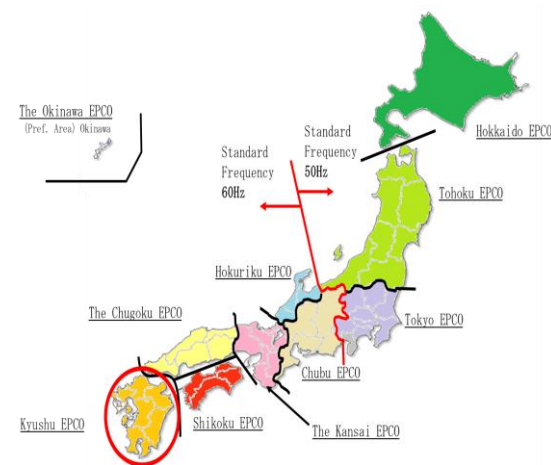 The Okinawa EPCO
(Pref. Area) Okinawa
Standard
Frequency
60Hz
Standard
Frequency
50Hz
Hokkaido EPCO
Tohoku EPCO
Hokuriku EPCO
The Chugoku EPCO
Tokyo EPCO
Chubu EPCO
Kyushu EPCO
Shikoku EPCO
The Kansai EPCO